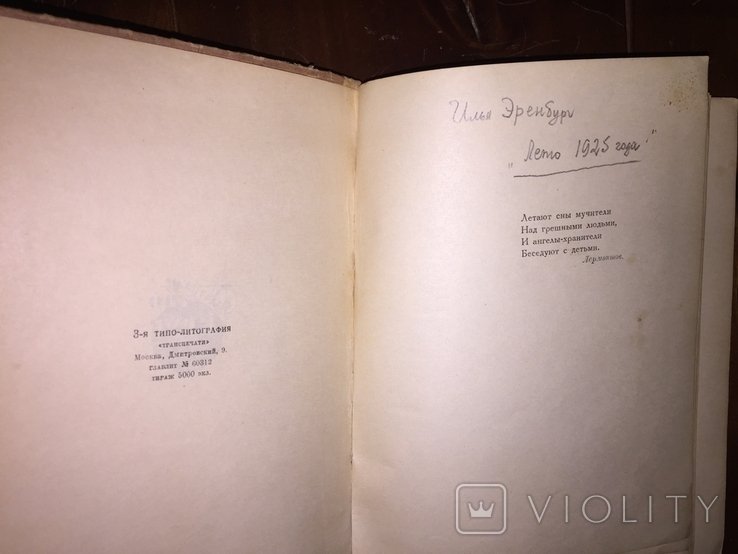 3-я ТИПО-ЛИТОГРАФИЯ
«ТРАНСПЕЧАТИ»
Москва, Дмитровский, 9.
ГЛАВЛИТ № 60312
ТИРАЖ 5000 экз.
Илья Эренбург
"Лето 1925 года"
Летают сны мучители
Над грешными людьми,
И ангелы-хранители
Беседуют с детьми.
Лермонтов.
VIOLITY